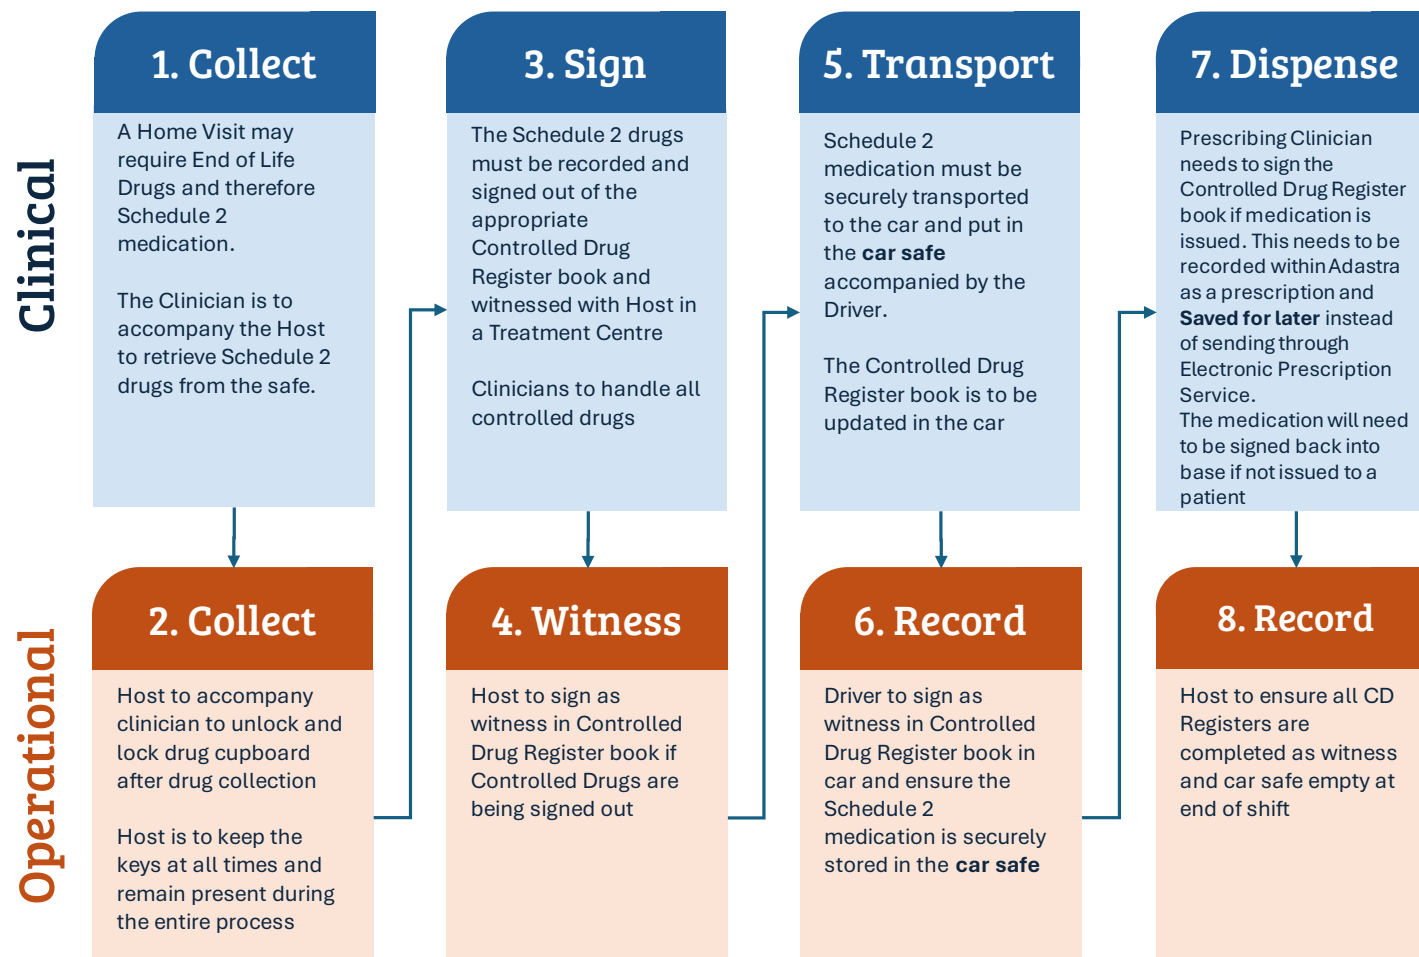 Clinical
1. Collect
A Home Visit may
require End of Life
Drugs and therefore
Schedule 2
medication.
The Clinician is to
accompany the Host
to retrieve Schedule 2
drugs from the safe.
3. Sign
The Schedule 2 drugs
must be recorded and
signed out of the
appropriate
Controlled Drug
Register book and
witnessed with Host in
a Treatment Centre
Clinicians to handle all
controlled drugs
5. Transport
Schedule 2
medication must be
securely transported
to the car and put in
the car safe
accompanied by the
Driver.
The Controlled Drug
Register book is to be
updated in the car
7. Dispense
Prescribing Clinician
needs to sign the
Controlled Drug Register
book if medication is
issued. This needs to be
recorded within Adastra
as a prescription and
Saved for later instead
of sending through
Electronic Prescription
Service.
The medication will need
to be signed back into
base if not issued to a
patient
Operational
2. Collect
Host to accompany
clinician to unlock and
lock drug cupboard
after drug collection
Host is to keep the
keys at all times and
remain present during
the entire process
4. Witness
Host to sign as
witness in Controlled
Drug Register book if
Controlled Drugs are
being signed out
6. Record
Driver to sign as
witness in Controlled
Drug Register book in
car and ensure the
Schedule 2
medication is securely
stored in the car safe
8. Record
Host to ensure all CD
Registers are
completed as witness
and car safe empty at
end of shift